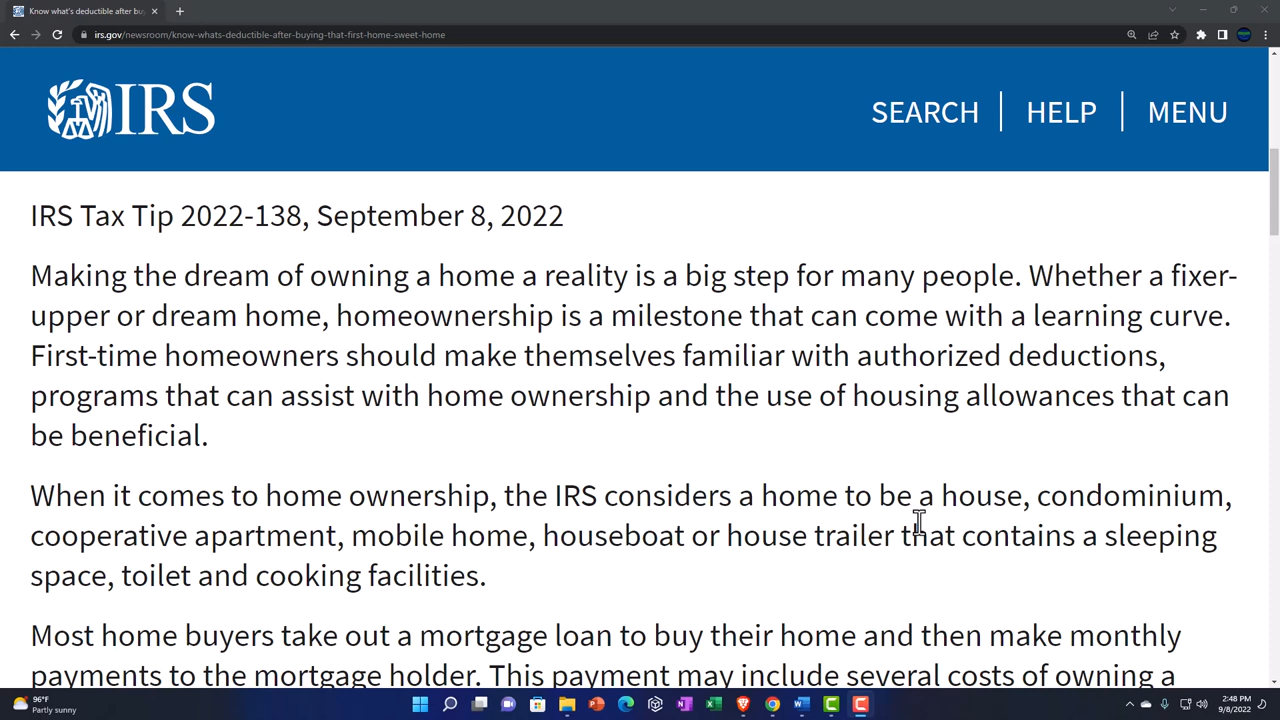 Know what's deductible after buy
irs.gov/newsroom/know-whats-deductible-after-buying-that-first-home-sweet-home
IRS
SEARCH HELP MENU
IRS Tax Tip 2022-138, September 8, 2022
Making the dream of owning a home a reality is a big step for many people. Whether a fixer-
upper or dream home, homeownership is a milestone that can come with a learning curve.
First-time homeowners should make themselves familiar with authorized deductions,
programs that can assist with home ownership and the use of housing allowances that can
be beneficial.
When it comes to home ownership, the IRS considers a home to be a house, condominium,
cooperative apartment, mobile home, houseboat or house trailer that contains a sleeping
space, toilet and cooking facilities.
Most home buyers take out a mortgage loan to buy their home and then make monthly
payments to the mortgage holder. This payment may include several costs of owning a
96°F
Partly sunny
2:48 PM
9/8/2022